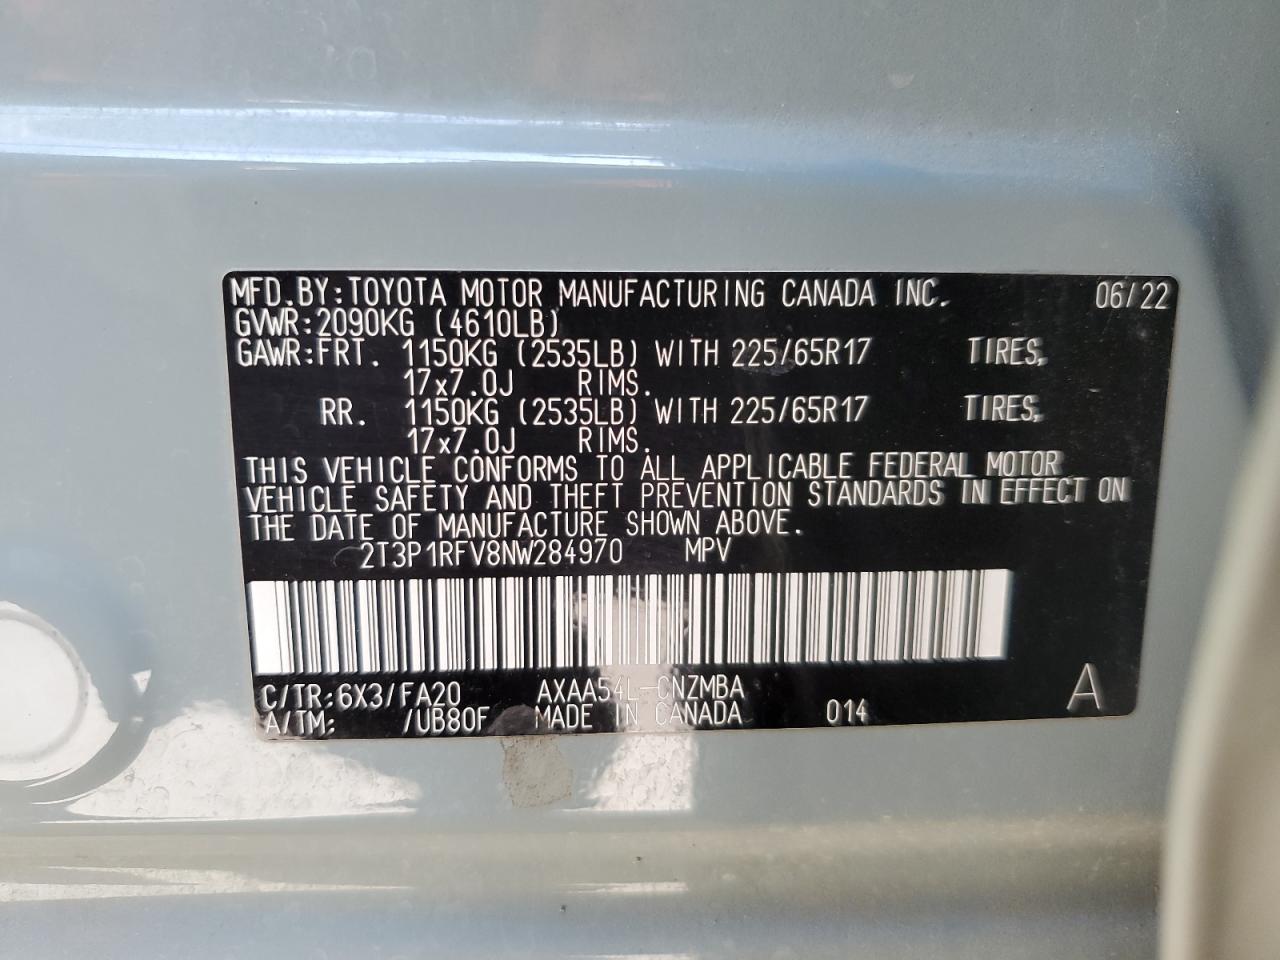 MFD.BY:TOYOTA MOTOR MANUFACTURING CANADA INC. 06/22
GVWR:2090KG (4610LB)
GAWR:FRT. 1150KG (2535LB) WITH 225/65R17 TIRES,
17x7.0J RIMS.
RR. 1150KG (2535LB) WITH 225/65R17 TIRES,
17x7.0J RIMS.
THIS VEHICLE CONFORMS TO ALL APPLICABLE FEDERAL MOTOR
VEHICLE SAFETY AND THEFT PREVENTION STANDARDS IN EFFECT ON
THE DATE OF MANUFACTURE SHOWN ABOVE.
2T3P1RFV8NW284970 MPV
C/TR:6X3/FA20 AXAA54L-CNZMBA A
A/TM: /UB80F MADE IN CANADA 014